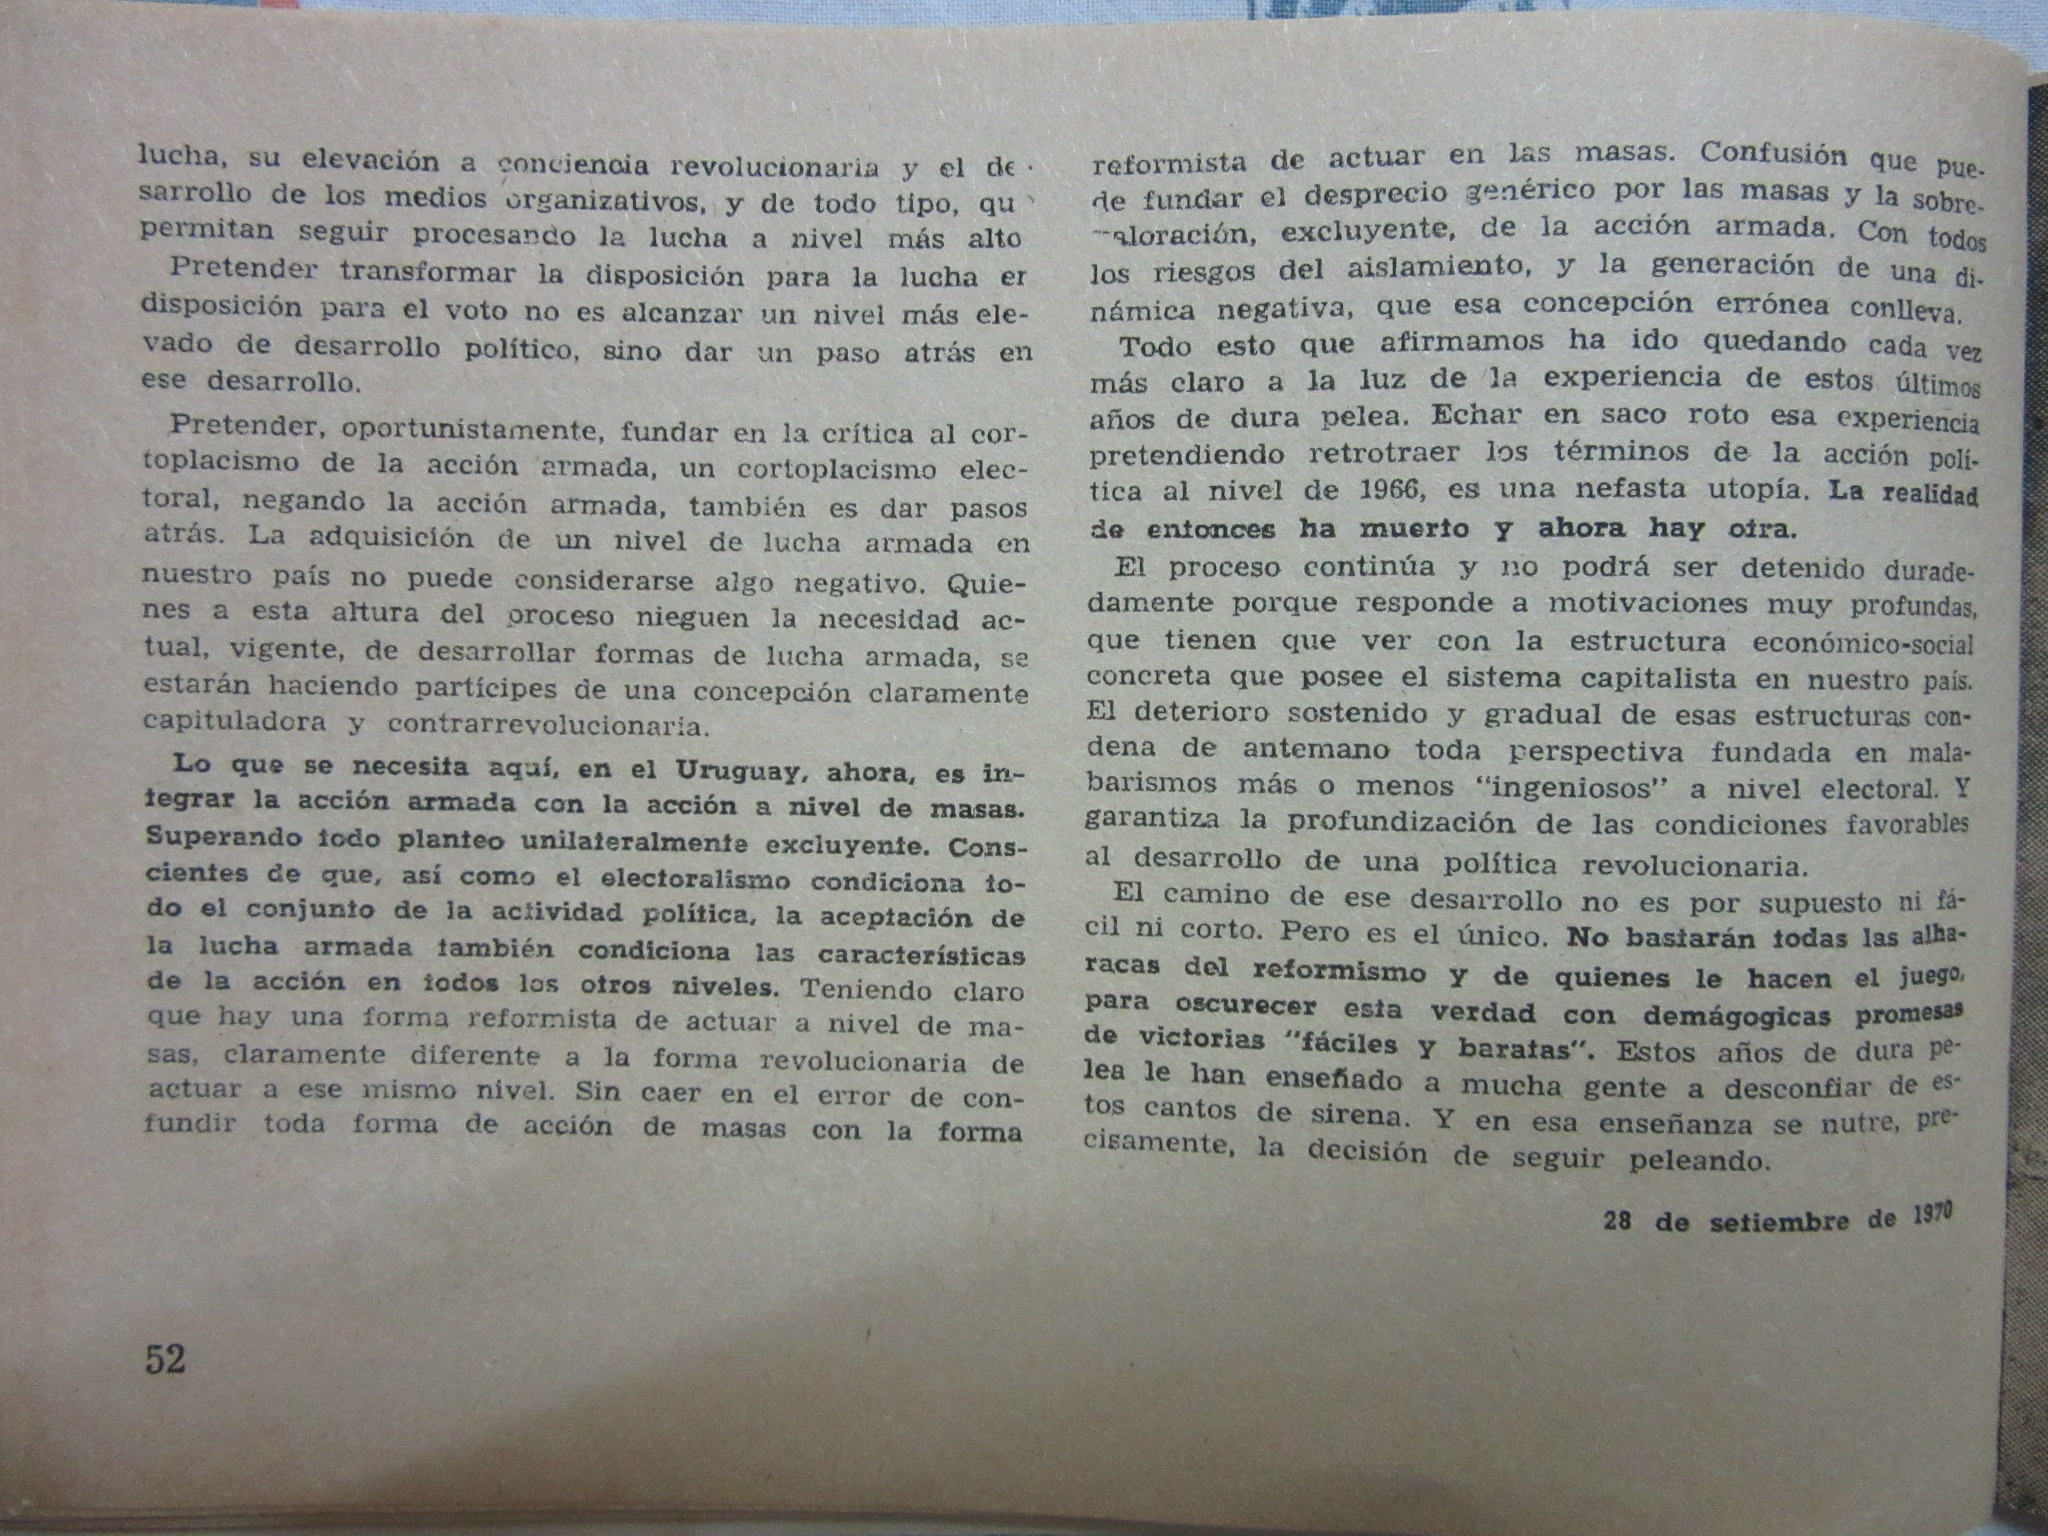 lucha, su elevación a conciencia revolucionaria y el de
sarrollo de los medios organizativos, y de todo tipo, qu
permitan seguir procesando la lucha a nivel más alto
Pretender transformar la disposición para la lucha er
disposición para el voto no es alcanzar un nivel más ele-
vado de desarrollo político, sino dar un paso atrás en
ese desarrollo.
Pretender, oportunistamente, fundar en la crítica al cor-
toplacismo de la acción armada, un cortoplacismo elec-
toral, negando la acción armada, también es dar pasos
atrás. La adquisición de un nivel de lucha armada en
nuestro país no puede considerarse algo negativo. Quie-
nes a esta altura del proceso nieguen la necesidad ac-
tual, vigente, de desarrollar formas de lucha armada, se
estarán haciendo partícipes de una concepción claramente
capituladora y contrarrevolucionaria.
Lo que se necesita aquí, en el Uruguay, ahora, es in-
tegrar la acción armada con la acción a nivel de masas.
Superando todo planteo unilateralmente excluyente. Cons-
cientes de que, así como el electoralismo condiciona to-
do el conjunto de la actividad política, la aceptación de
la lucha armada también condiciona las características
de la acción en todos los otros niveles. Teniendo claro
que hay una forma reformista de actuar a nivel de ma-
sas, claramente diferente a la forma revolucionaria de
actuar a ese mismo nivel. Sin caer en el error de con-
fundir toda forma de acción de masas con la forma
52
reformista de actuar en las masas. Confusión que pue-
de fundar el desprecio genérico por las masas y la sobre-
aloración, excluyente, de la acción armada. Con todos
los riesgos del aislamiento, y la generación de una di-
námica negativa, que esa concepción errónea conlleva.
Todo esto que afirmamos ha ido quedando cada vez
más claro a la luz de la experiencia de estos últimos
años de dura pelea. Echar en saco roto esa experiencia
pretendiendo retrotraer los términos de la acción polí-
tica al nivel de 1966, es una nefasta utopía. La realidad
de entonces ha muerto y ahora hay otra.
El proceso continúa y no podrá ser detenido durade-
damente porque responde a motivaciones muy profundas,
que tienen que ver con la estructura económico-social
concreta que posee el sistema capitalista en nuestro país.
El deterioro sostenido y gradual de esas estructuras con-
dena de antemano toda perspectiva fundada en mala-
barismos más o menos "ingeniosos" a nivel electoral. Y
garantiza la profundización de las condiciones favorables
al desarrollo de una política revolucionaria.
El camino de ese desarrollo no es por supuesto ni fá-
cil ni corto. Pero es el único. No bastarán todas las alha-
racas del reformismo y de quienes le hacen el juego,
para oscurecer esta verdad con demágogicas promesas
de victorias "fáciles y baratas". Estos años de dura pe-
lea le han enseñado a mucha gente a desconfiar de es-
tos cantos de sirena. Y en esa enseñanza se nutre, pre-
cisamente, la decisión de seguir peleando.
28 de setiembre de 1970